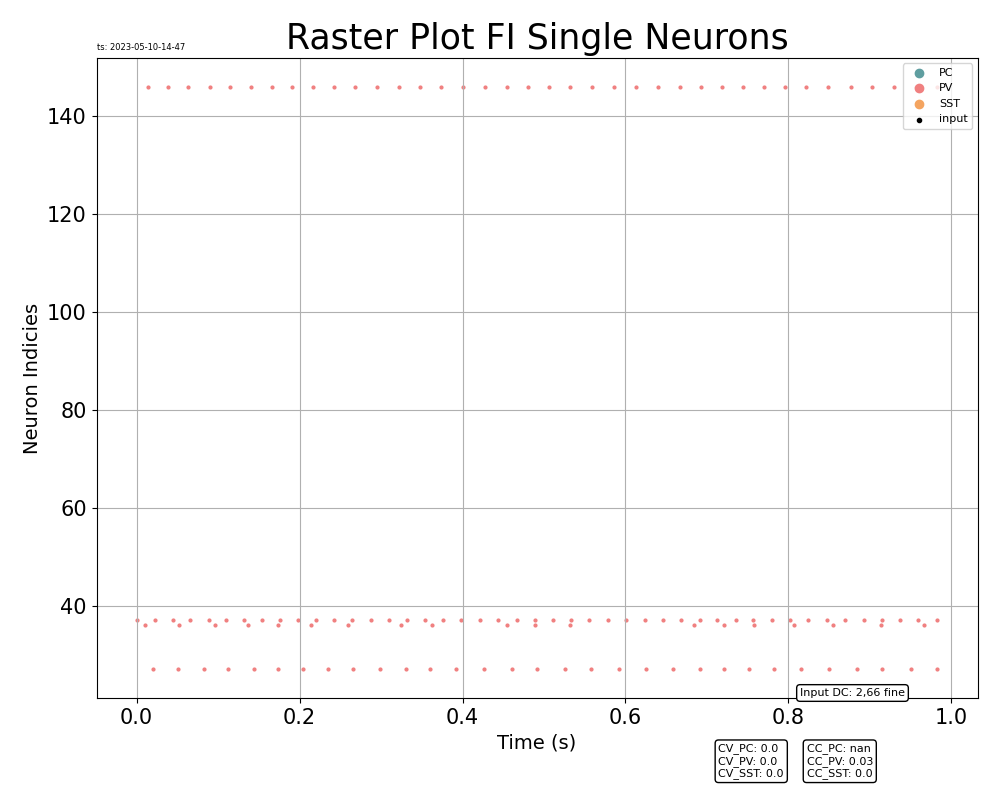 Raster Plot FI Single Neurons
ts: 2023-05-10-14-47
PC
PV
SST
input
140
120
100
80
60
40
Neuron Indicies
0.0 0.2 0.4 0.6 0.8 1.0
Time (s)
Input DC: 2,66 fine
CV_PC: 0.0
CV_PV: 0.0
CV_SST: 0.0
CC_PC: nan
CC_PV: 0.03
CC_SST: 0.0